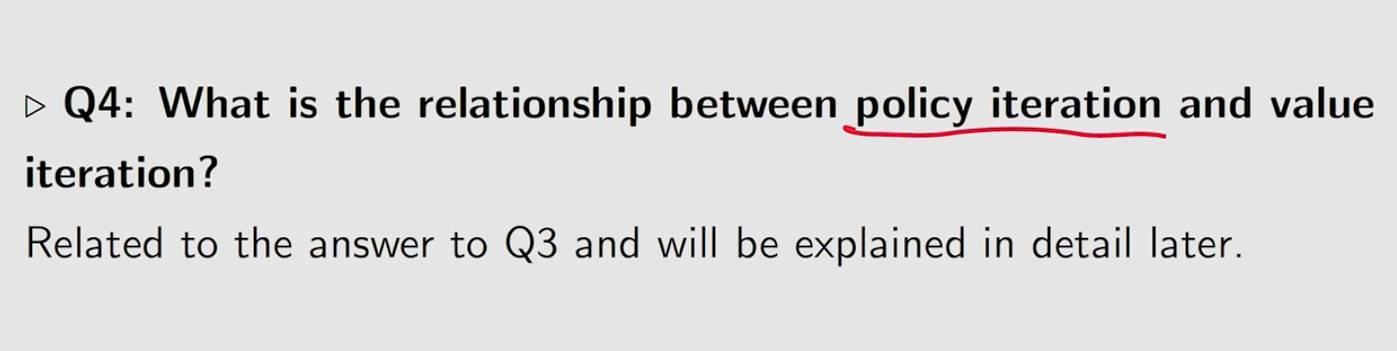 ▷ Q4: What is the relationship between policy iteration and value
iteration?
Related to the answer to Q3 and will be explained in detail later.